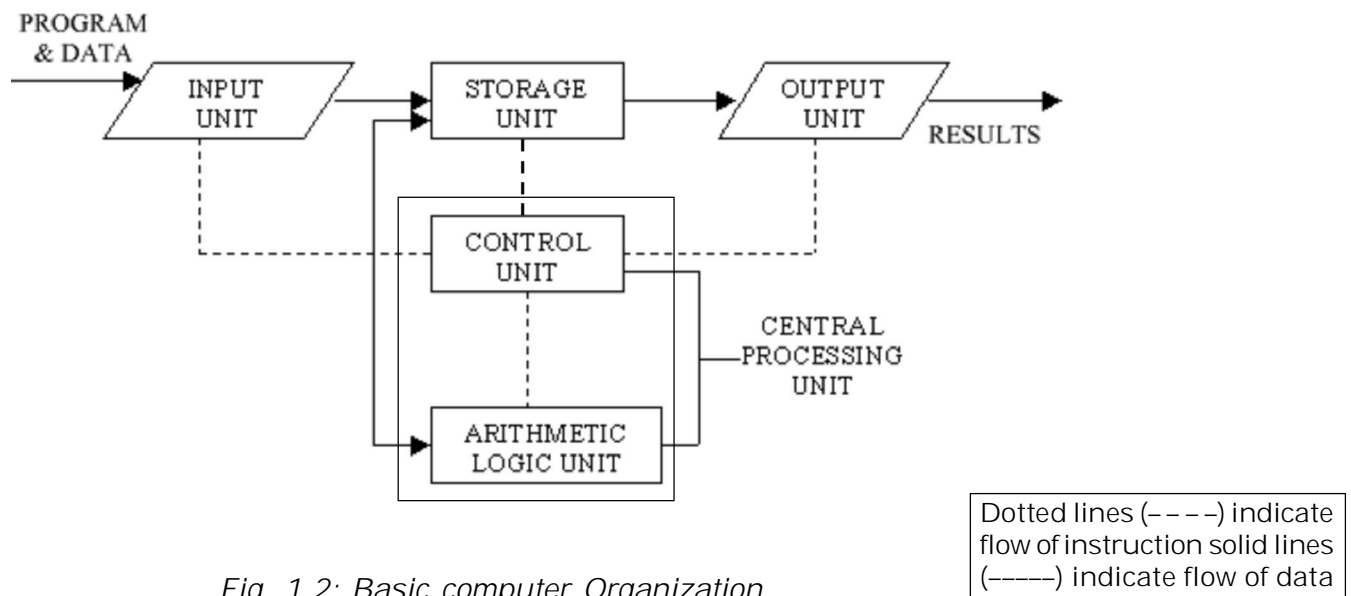 PROGRAM
& DATA
INPUT
UNIT
STORAGE
UNIT
OUTPUT
UNIT
RESULTS
CONTROL
UNIT
CENTRAL
PROCESSING
UNIT
ARITHMETIC
LOGIC UNIT
Dotted lines (– – – –) indicate
flow of instruction solid lines
(–––––) indicate flow of data
Fig. 1.2: Basic computer Organization